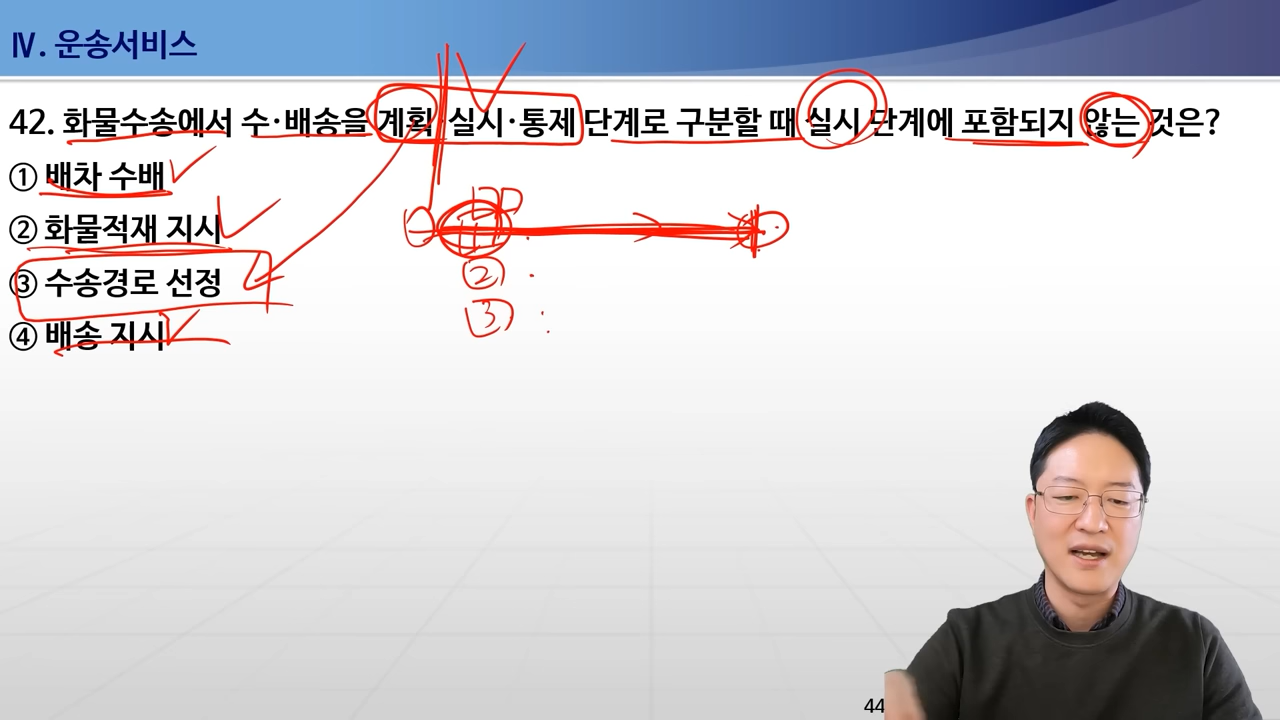 Ⅳ. 운송서비스
42. 화물수송에서 수·배송을 계획·실시·통제 단계로 구분할 때 실시 단계에 포함되지 않는 것은?
① 배차 수배
② 화물적재 지시
③ 수송경로 선정
④ 배송 지시
②
③
44